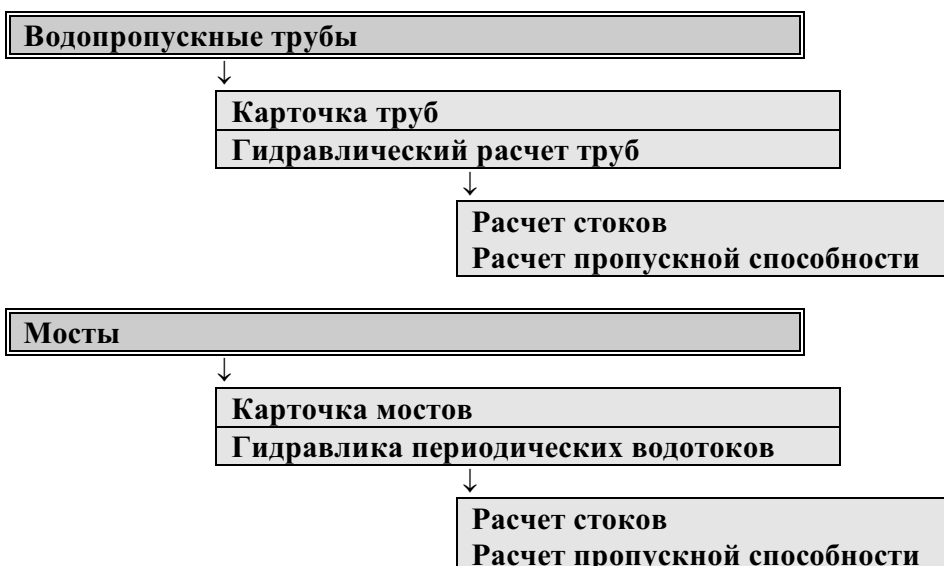 Водопропускные трубы
↓
Карточка труб
Гидравлический расчет труб
↓
Расчет стоков
Расчет пропускной способности
Мосты
↓
Карточка мостов
Гидравлика периодических водотоков
↓
Расчет стоков
Расчет пропускной способности